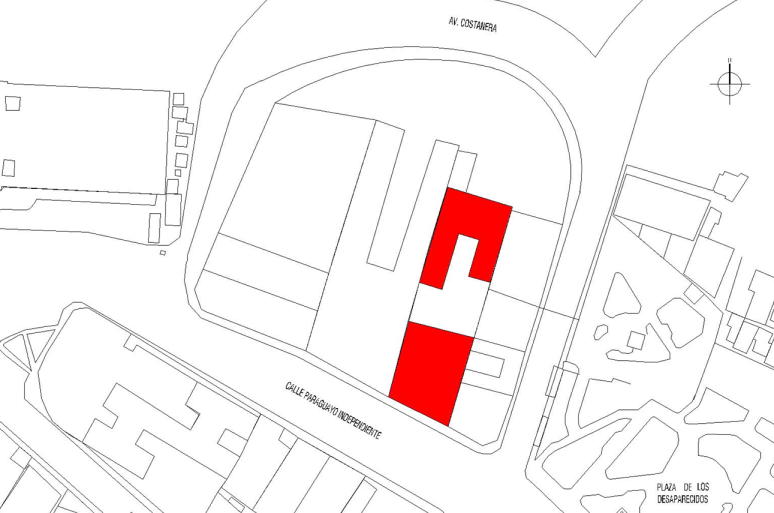 AV. COSTANERA
N
CALLE PARAGUAYO INDEPENDIENTE
PLAZA DE LOS
DESAPARECIDOS